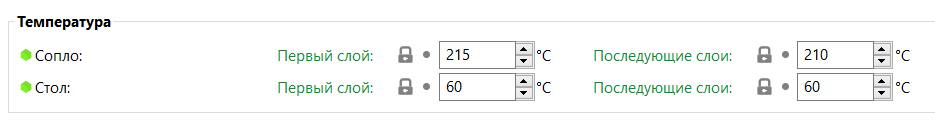 Температура
Сопло: Первый слой: 215 °C Последующие слои: 210 °C
Стол: Первый слой: 60 °C Последующие слои: 60 °C